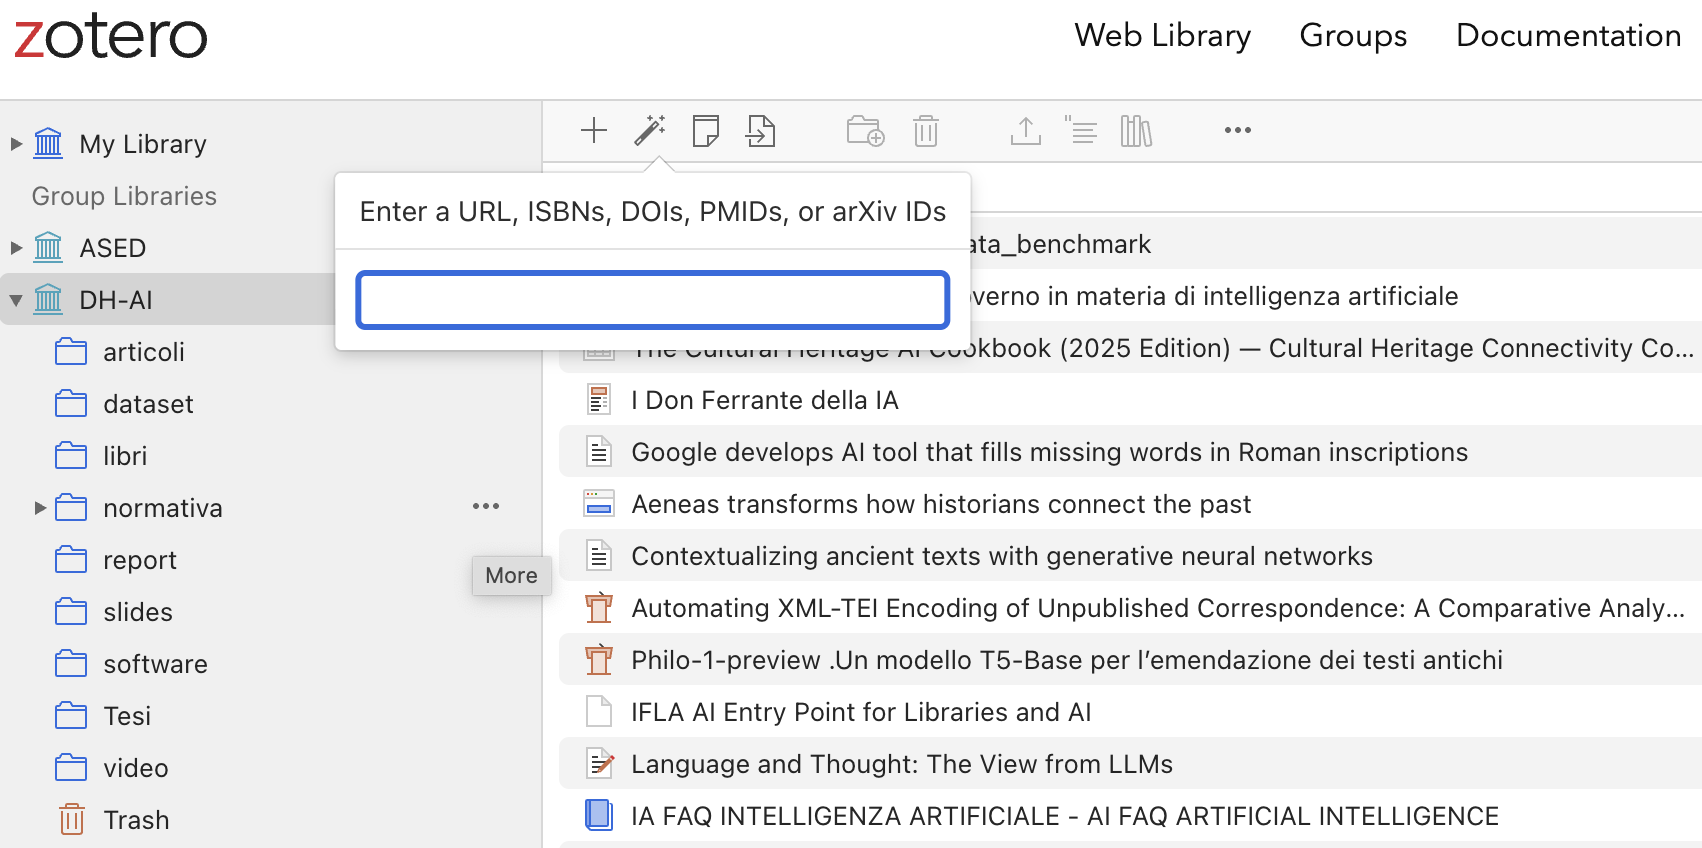 zotero
Web Library Groups Documentation
My Library
Group Libraries
ASED
DH-AI
articoli
dataset
libri
normativa
report
slides
software
Tesi
video
Trash
More
Enter a URL, ISBNs, DOIs, PMIDs, or arXiv IDs
ata_benchmark
overno in materia di intelligenza artificiale
The Cultural Heritage AI Cookbook (2025 Edition) — Cultural Heritage Connectivity Co...
I Don Ferrante della IA
Google develops AI tool that fills missing words in Roman inscriptions
Aeneas transforms how historians connect the past
Contextualizing ancient texts with generative neural networks
Automating XML-TEI Encoding of Unpublished Correspondence: A Comparative Analy...
Philo-1-preview .Un modello T5-Base per l’emendazione dei testi antichi
IFLA AI Entry Point for Libraries and AI
Language and Thought: The View from LLMs
IA FAQ INTELLIGENZA ARTIFICIALE - AI FAQ ARTIFICIAL INTELLIGENCE